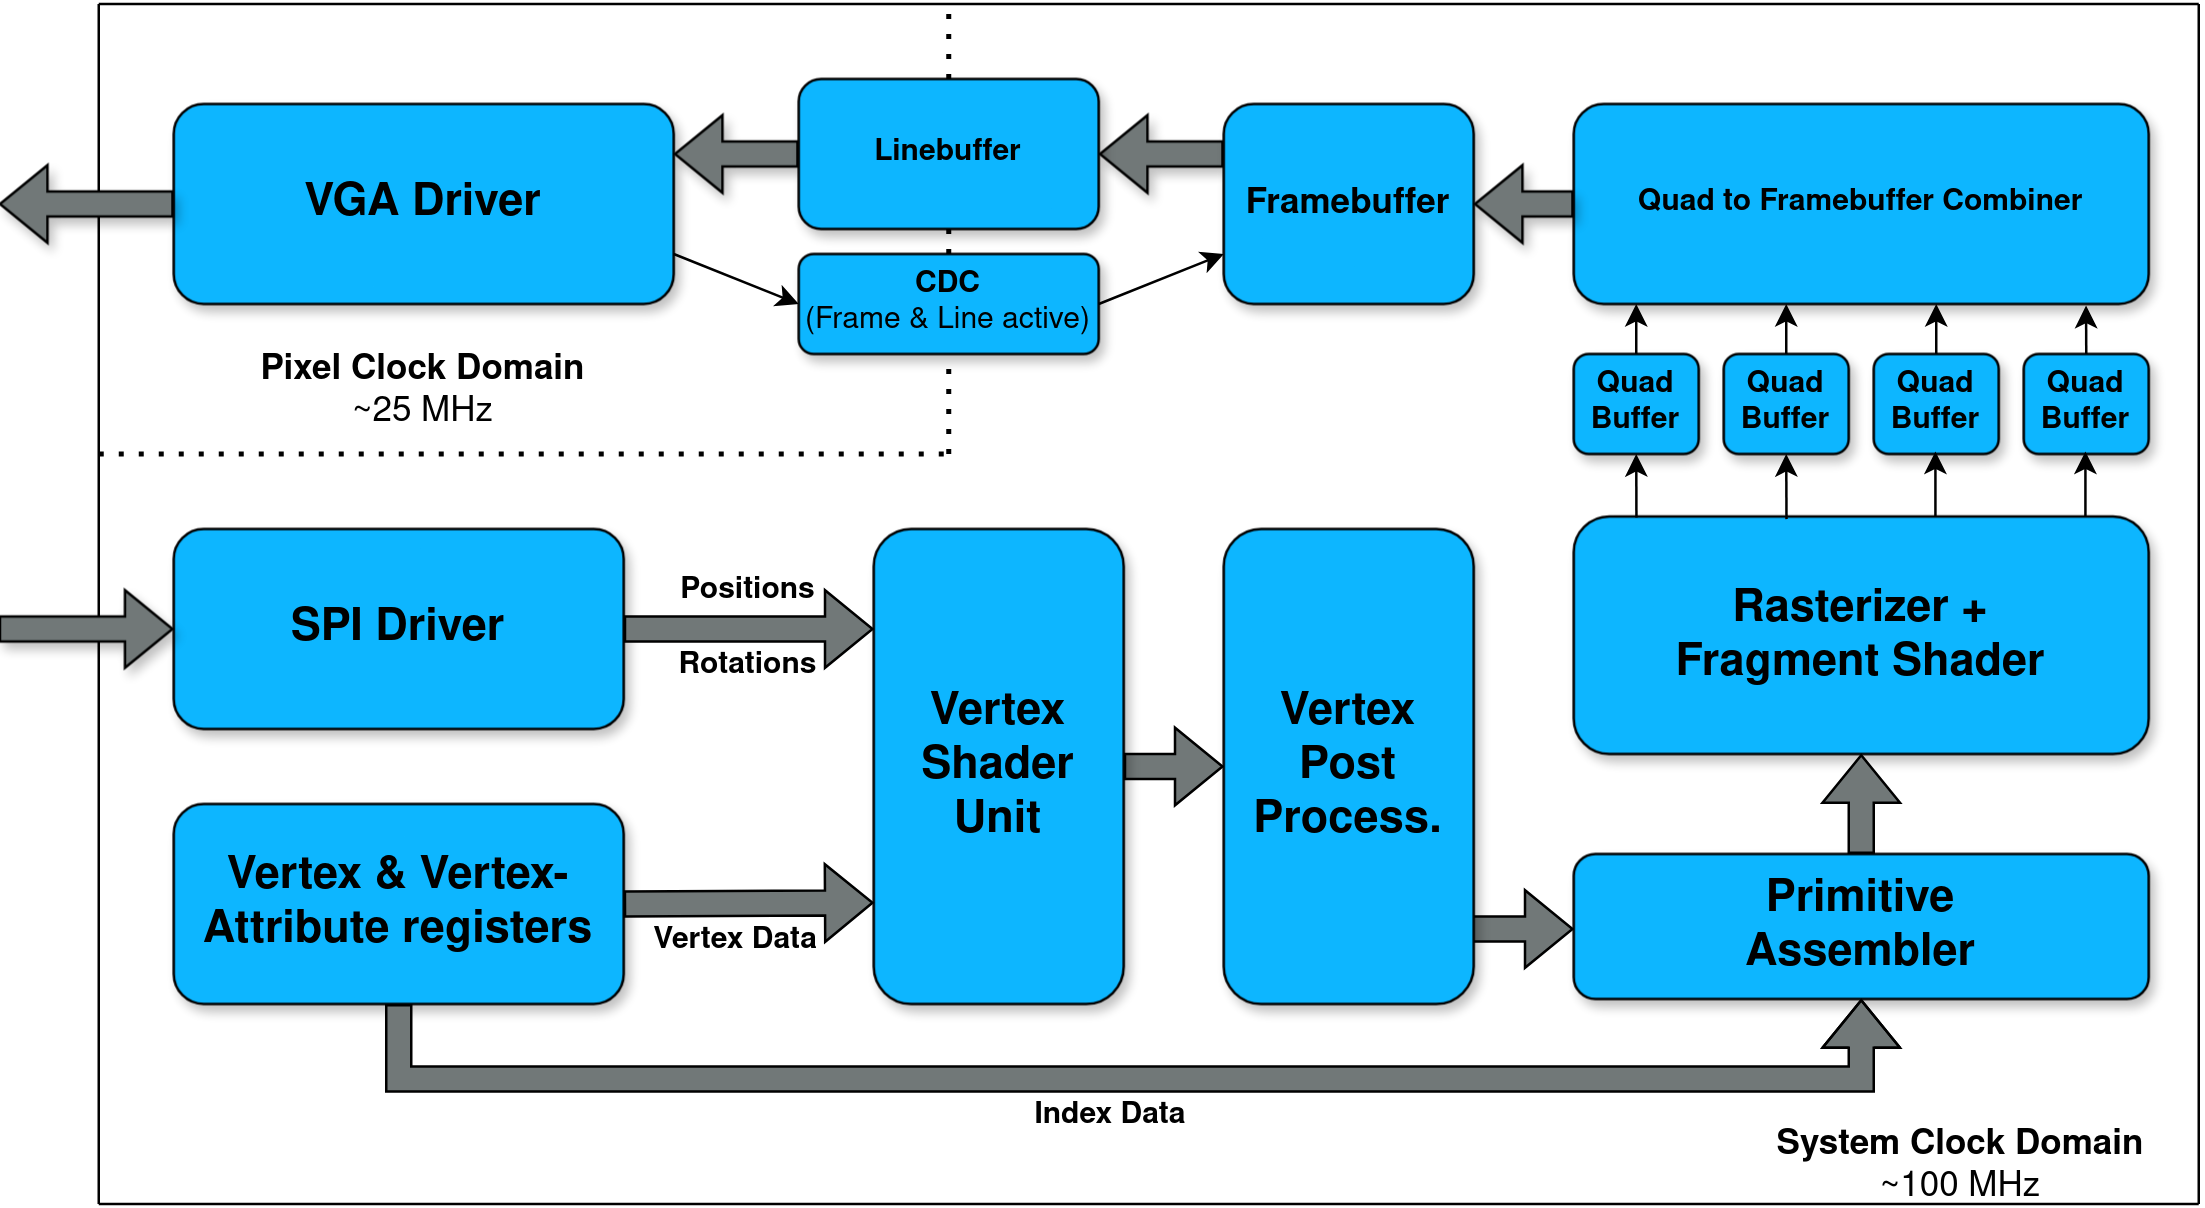 VGA Driver
Linebuffer
Framebuffer
Quad to Framebuffer Combiner
CDC
(Frame & Line active)
Pixel Clock Domain
~25 MHz
Quad
Buffer
Quad
Buffer
Quad
Buffer
Quad
Buffer
SPI Driver
Positions
Rotations
Vertex
Shader
Unit
Vertex
Post
Process.
Rasterizer +
Fragment Shader
Vertex & Vertex-
Attribute registers
Vertex Data
Primitive
Assembler
Index Data
System Clock Domain
~100 MHz